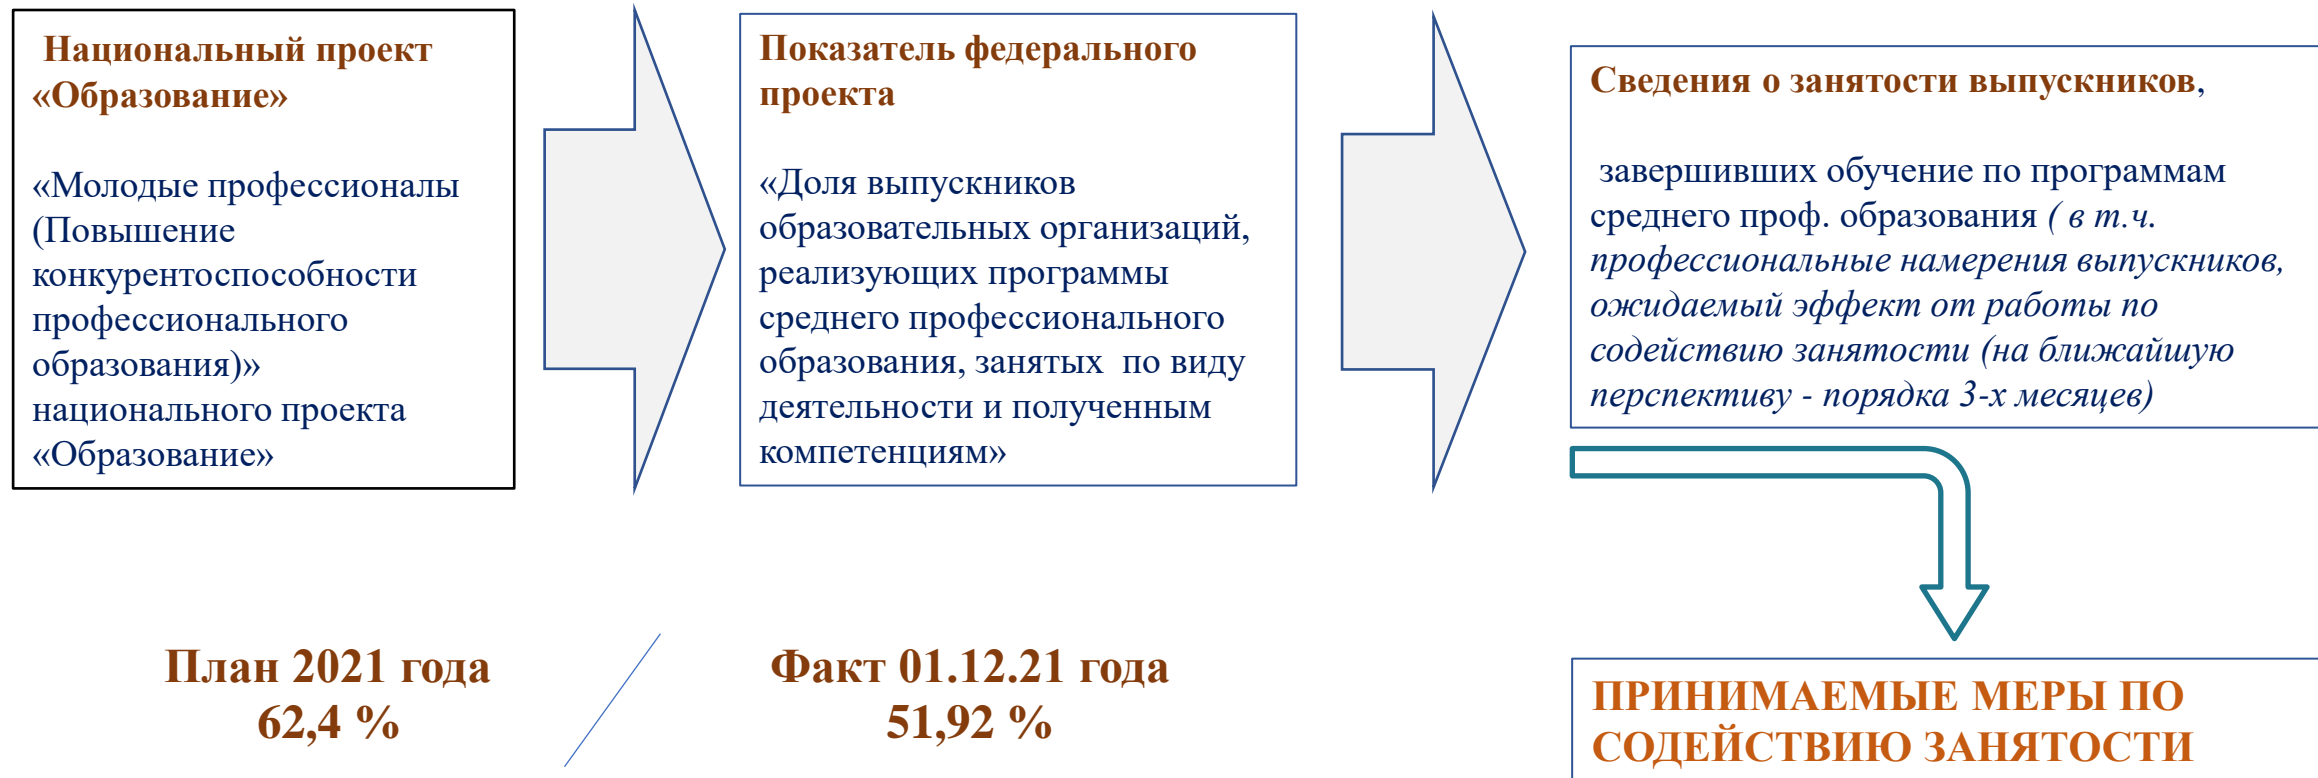 Национальный проект
«Образование»
«Молодые профессионалы
(Повышение
конкурентоспособности
профессионального
образования)»
национального проекта
«Образование»
Показатель федерального
проекта
«Доля выпускников
образовательных организаций,
реализующих программы
среднего профессионального
образования, занятых по виду
деятельности и полученным
компетенциям»
Сведения о занятости выпускников,
завершивших обучение по программам
среднего проф. образования ( в т.ч.
профессиональные намерения выпускников,
ожидаемый эффект от работы по
содействию занятости (на ближайшую
перспективу - порядка 3-х месяцев)
План 2021 года
62,4 %
Факт 01.12.21 года
51,92 %
ПРИНИМАЕМЫЕ МЕРЫ ПО
СОДЕЙСТВИЮ ЗАНЯТОСТИ